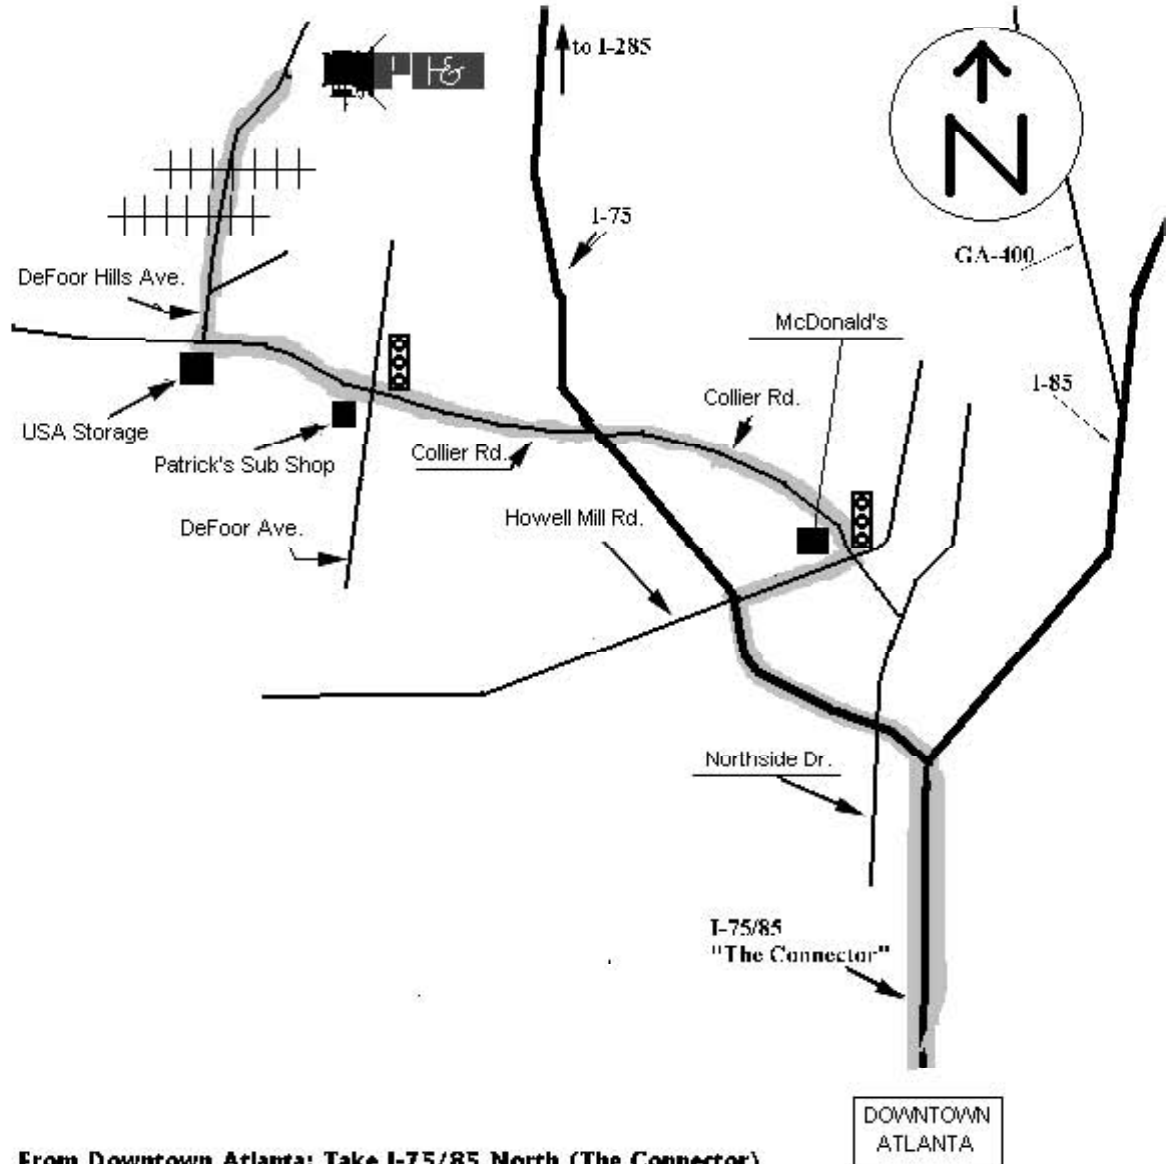 to I-285
N
I-75
GA-400
DeFoor Hills Ave.
McDonald's
I-85
Collier Rd.
USA Storage
Patrick's Sub Shop
Collier Rd.
Howell Mill Rd.
DeFoor Ave.
Northside Dr.
I-75/85
"The Connector"
DOWNTOWN
ATLANTA
From Downtown Atlanta: Take I-75/85 North (The Connector)